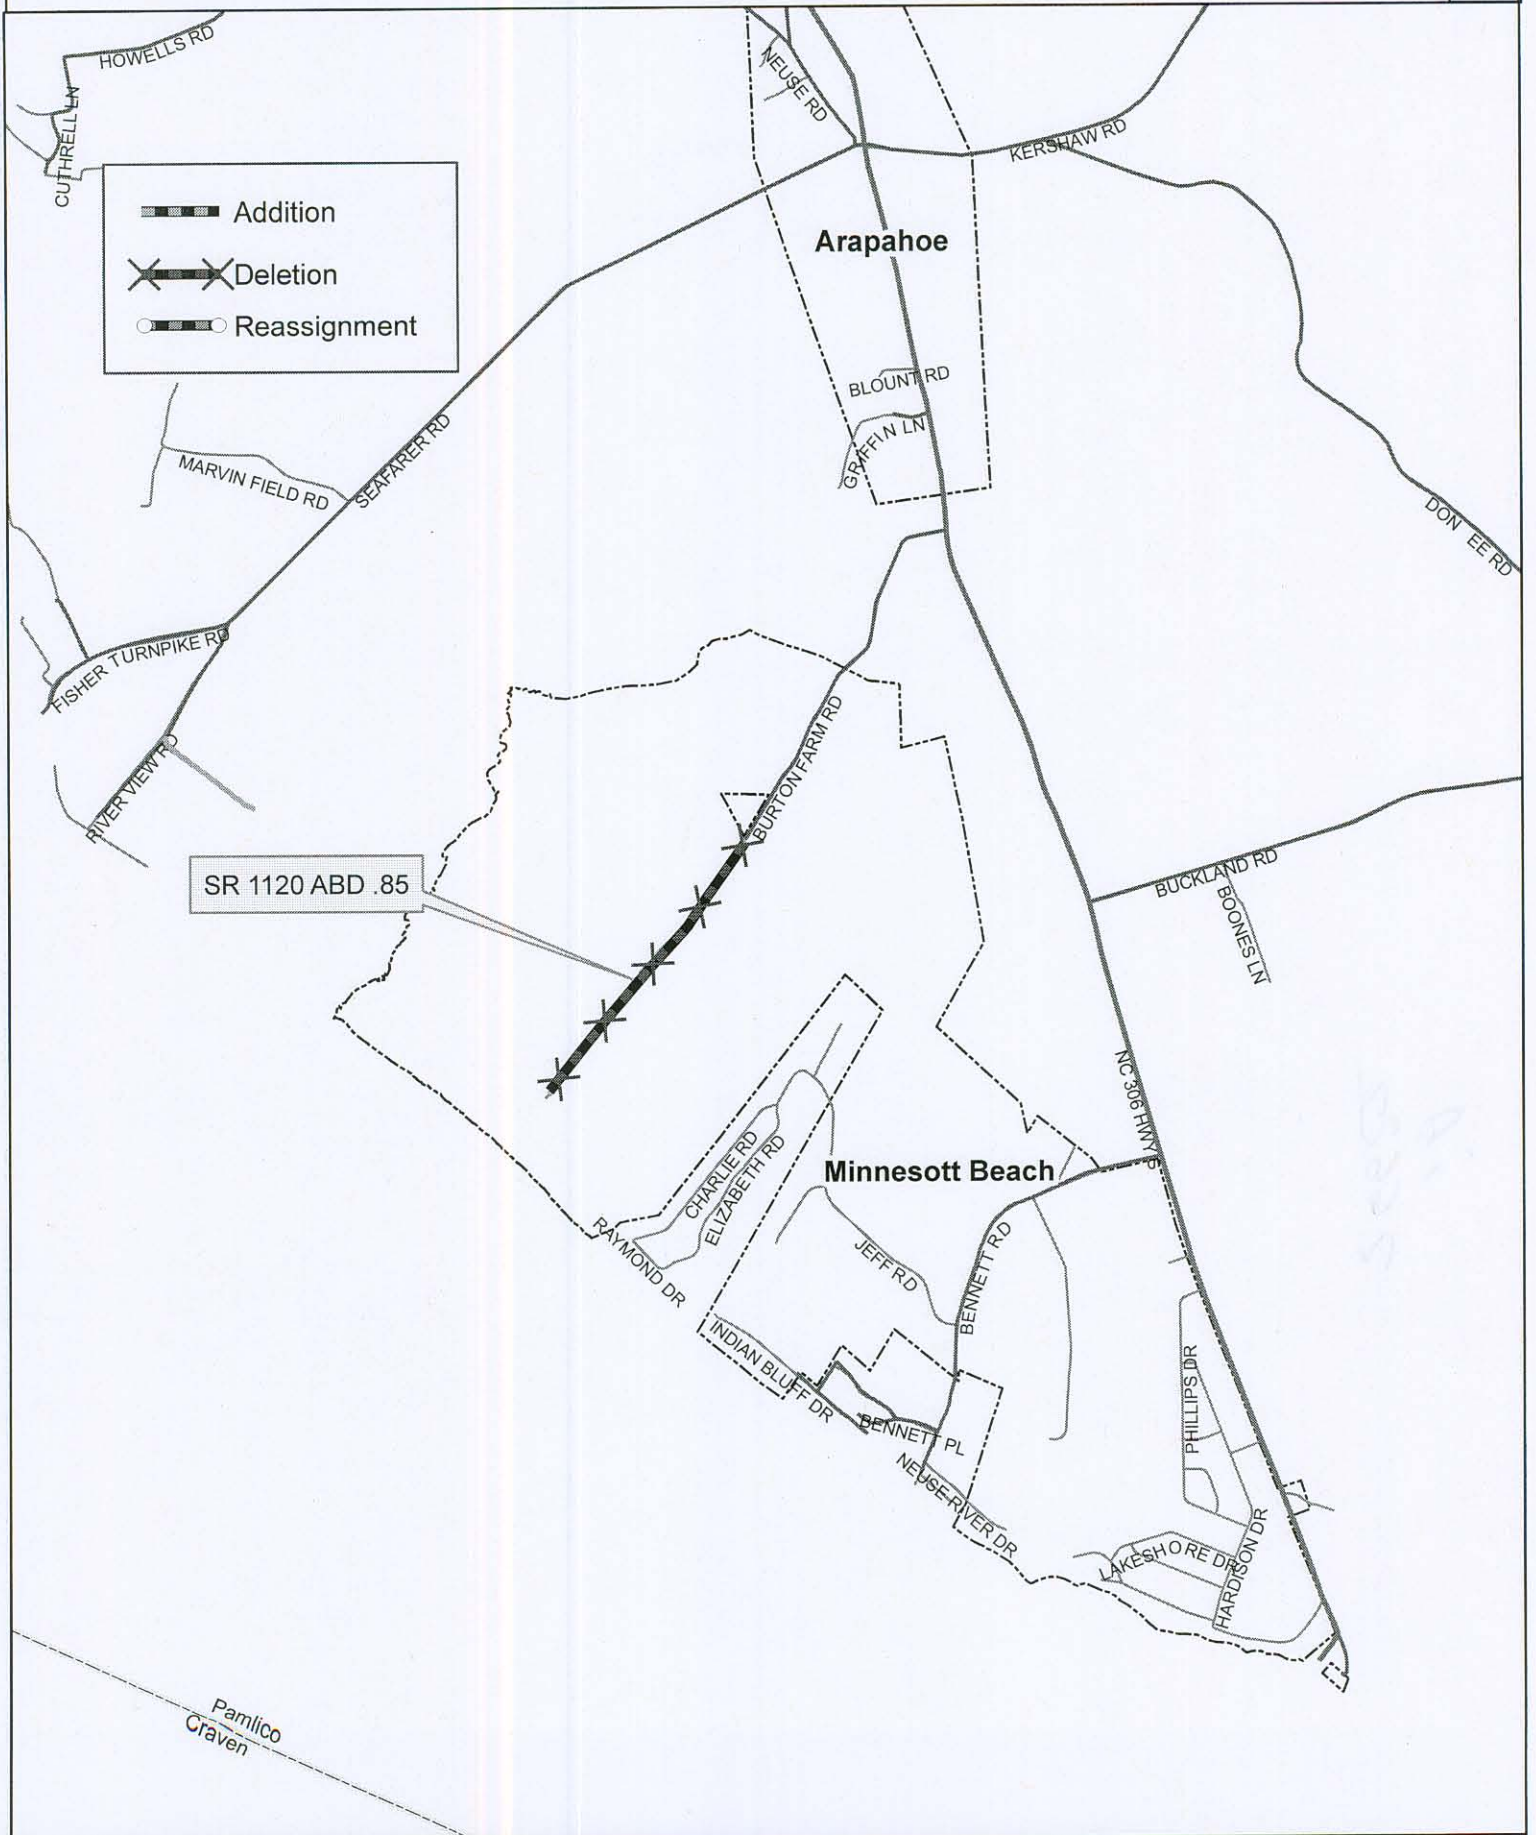 HOWELLS RD
CUTHRELL LN
NEUSE RD
KERSHAW RD
Addition
Deletion
Reassignment
Arapahoe
BLOUNT RD
GRIFFIN LN
SEAFARER RD
MARVIN FIELD RD
DON EE RD
FISHER TURNPIKE RD
RIVER VIEW RD
BURTON FARM RD
SR 1120 ABD .85
BUCKLAND RD
BOONES LN
NC 306 HWY S
CHARLIE RD
ELIZABETH RD
Minnesott Beach
RAYMOND DR
JEFF RD
BENNETT RD
INDIAN BLUFF DR
BENNETT PL
NEUSE RIVER DR
PHILLIPS DR
LAKESHORE DR
HARDISON DR
Pamlico
Craven